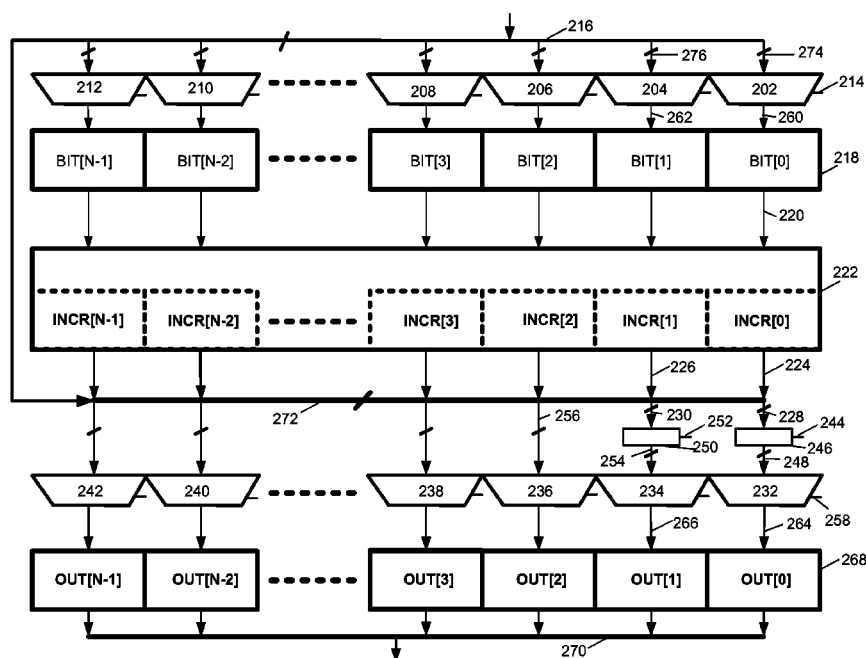 216
276
274
212
210
208
206
204
202
214
262
260
BIT[N-1]
BIT[N-2]
BIT[3]
BIT[2]
BIT[1]
BIT[0]
218
220
222
INCR[N-1]
INCR[N-2]
INCR[3]
INCR[2]
INCR[1]
INCR[0]
226
224
272
256
230
228
252
244
250
246
254
248
242
240
238
236
234
232
258
266
264
OUT[N-1]
OUT[N-2]
OUT[3]
OUT[2]
OUT[1]
OUT[0]
268
270